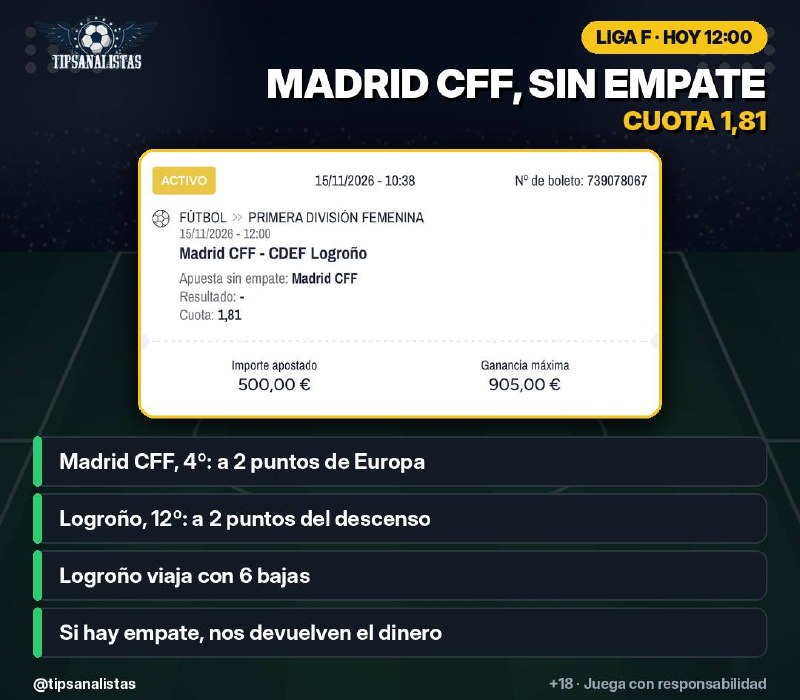 TIPSANALISTAS
LIGA F · HOY 12:00
MADRID CFF, SIN EMPATE
CUOTA 1,81
ACTIVO
15/11/2026 - 10:38
Nº de boleto: 739078067
FÚTBOL >> PRIMERA DIVISIÓN FEMENINA
15/11/2026 - 12:00
Madrid CFF - CDEF Logroño
Apuesta sin empate: Madrid CFF
Resultado: -
Cuota: 1,81
Importe apostado
500,00 €
Ganancia máxima
905,00 €
Madrid CFF, 4º: a 2 puntos de Europa
Logroño, 12º: a 2 puntos del descenso
Logroño viaja con 6 bajas
Si hay empate, nos devuelven el dinero
@tipsanalistas
+18 · Juega con responsabilidad